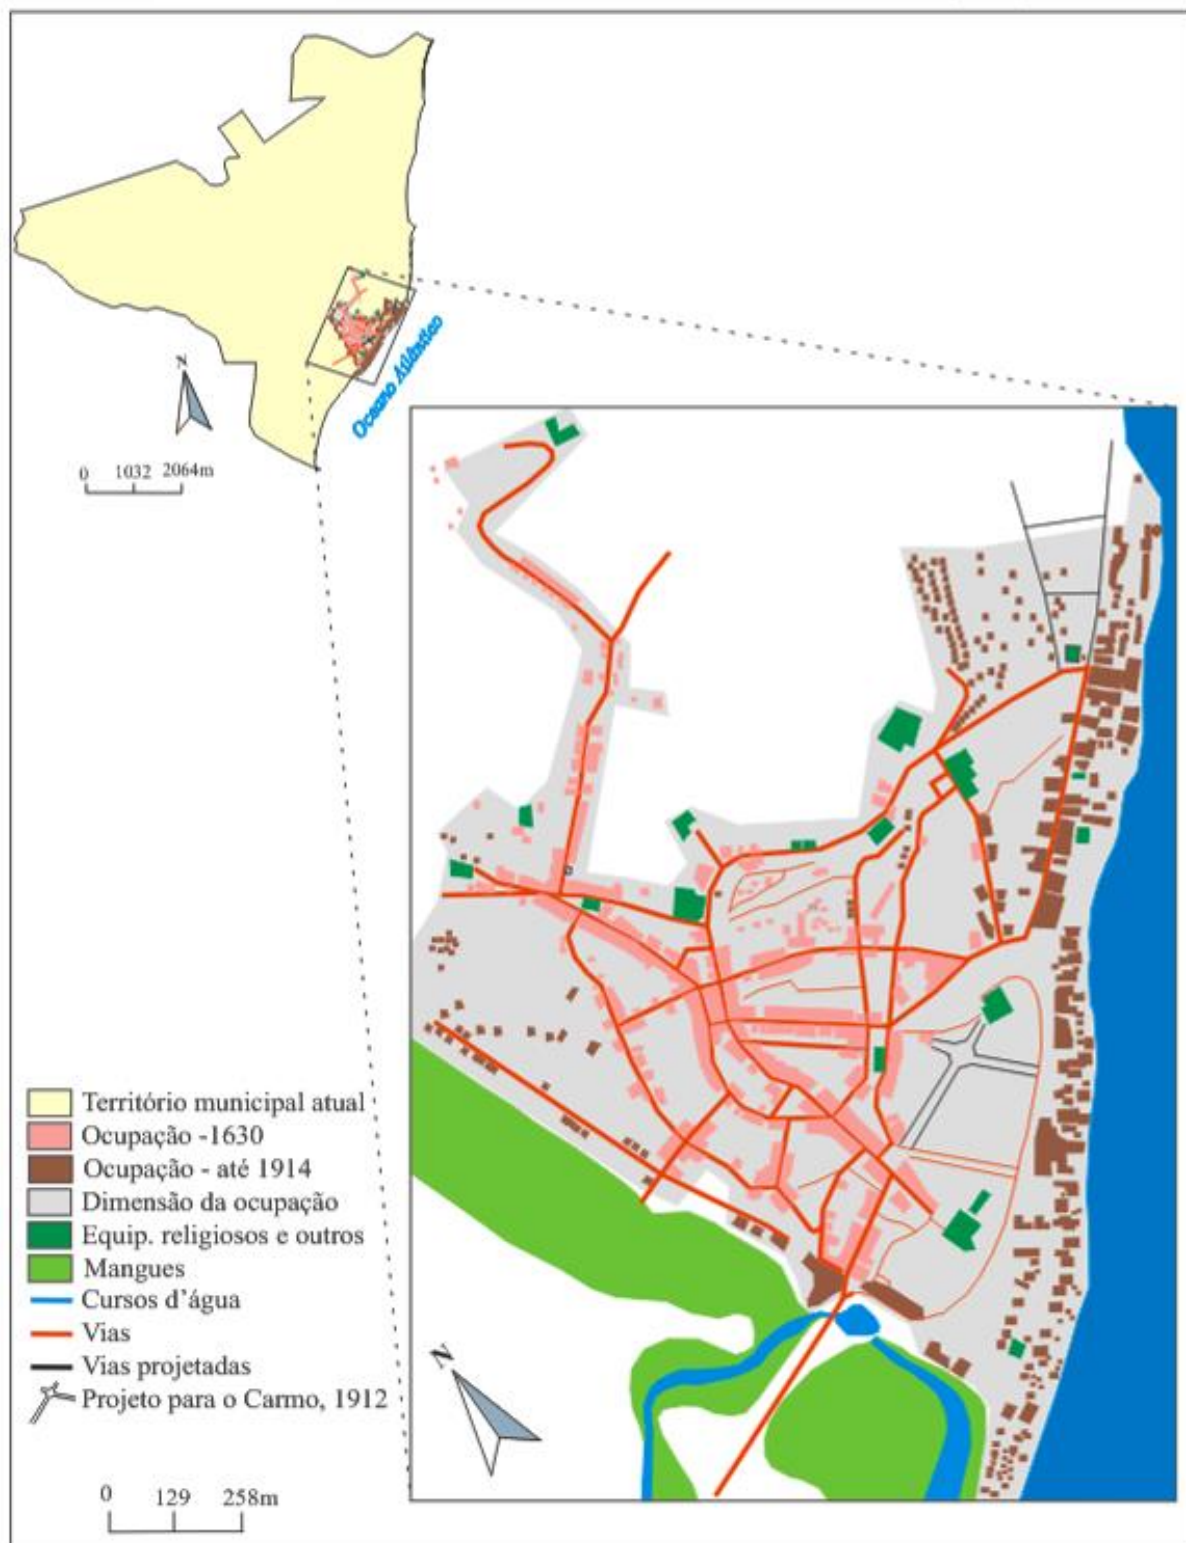 N
Oceano Atlântico
0 1032 2064m
Território municipal atual
Ocupação -1630
Ocupação - até 1914
Dimensão da ocupação
Equip. religiosos e outros
Mangues
Cursos d'água
Vias
Vias projetadas
Projeto para o Carmo, 1912
N
0 129 258m